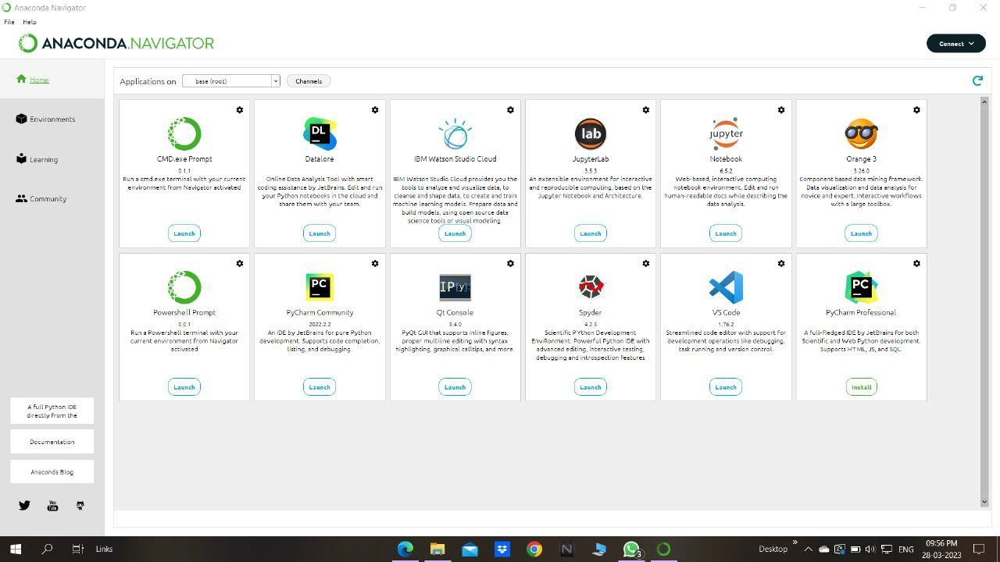 Anaconda Navigator
File Help
ANACONDA.NAVIGATOR
Connect
Home
Applications on base (root) Channels
Environments
Learning
Community
CMD.exe Prompt
0.1.1
Run a cmd.exe terminal with your current
environment from Navigator activated
Launch
DL
Datalore
Online Data Analysis Tool with smart
coding assistance by JetBrains. Edit and run
your Python notebooks in the cloud and
share them with your team.
Launch
IBM Watson Studio Cloud
IBM Watson Studio Cloud provides you the
tools to analyze and visualize data, to
cleanse and shape data, to create and train
machine learning models. Prepare data and
build models, using open source data
science tools or visual modeling.
Launch
lab
JupyterLab
3.5.3
An extensible environment for interactive
and reproducible computing, based on the
Jupyter Notebook and Architecture.
Launch
jupyter
Notebook
6.5.2
Web-based, interactive computing
notebook environment. Edit and run
human-readable docs while describing the
data analysis.
Launch
Orange 3
3.26.0
Component based data mining framework.
Data visualization and data analysis for
novice and expert. Interactive workflows
with a large toolbox.
Launch
Powershell Prompt
0.0.1
Run a Powershell terminal with your
current environment from Navigator
activated
Launch
PC
PyCharm Community
2022.2.2
An IDE by JetBrains for pure Python
development. Supports code completion,
listing, and debugging.
Launch
IP[y]:
Qt Console
5.4.0
PyQt GUI that supports inline figures,
proper multiline editing with syntax
highlighting, graphical calltips, and more.
Launch
Spyder
4.2.5
Scientific PYthon Development
EnviRonment. Powerful Python IDE with
advanced editing, interactive testing,
debugging and introspection features
Launch
VS Code
1.76.2
Streamlined code editor with support for
development operations like debugging,
task running and version control.
Launch
PC
PyCharm Professional
A full-fledged IDE by JetBrains for both
Scientific and Web Python development.
Supports HTML, JS, and SQL.
Install
A full Python IDE
directly from the
Documentation
Anaconda Blog
You
Tube
Links
3
Desktop
ENG
09:56 PM
28-03-2023